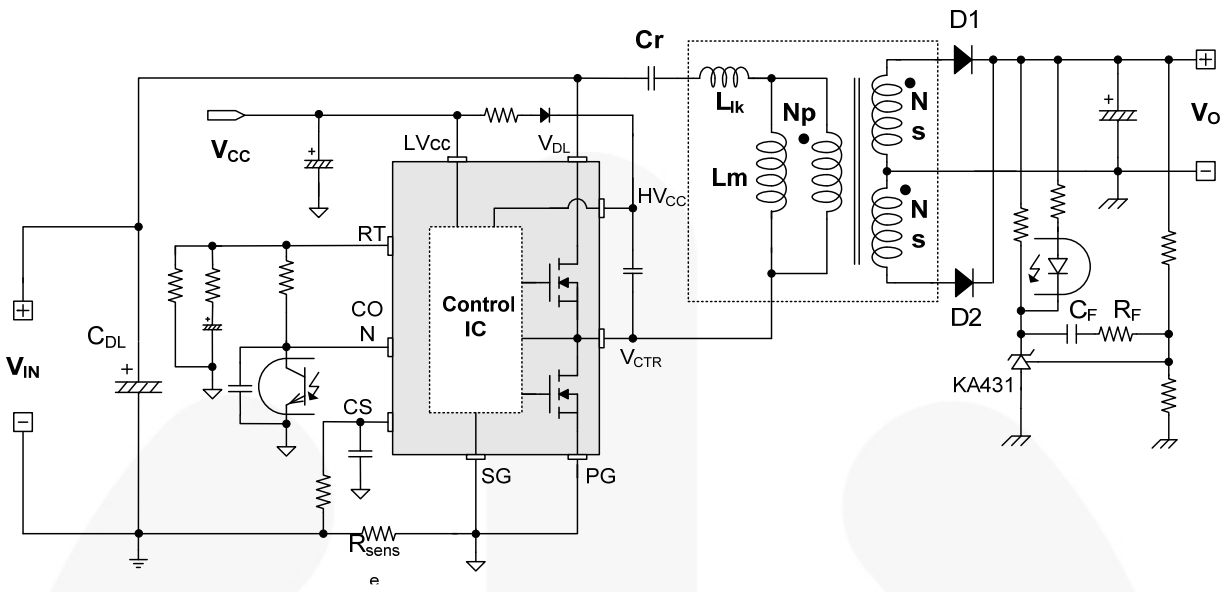 D1
Cr
Llk
Np
N
s
Lm
N
s
D2
VO
VCC
LVcc
VDL
HVCC
RT
Control
IC
CO
N
CDL
VIN
VCTR
CF
RF
KA431
CS
SG
PG
Rsens
e